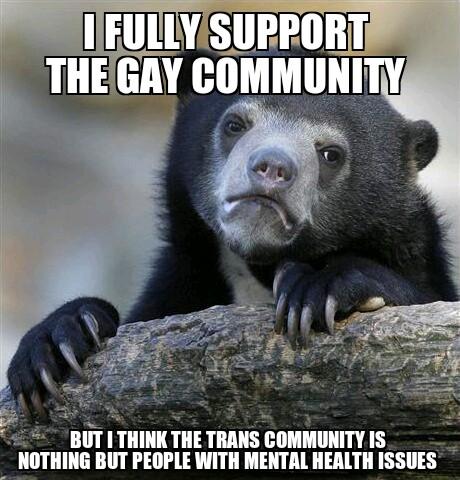 I FULLY SUPPORT
THE GAY COMMUNITY
BUT I THINK THE TRANS COMMUNITY IS
NOTHING BUT PEOPLE WITH MENTAL HEALTH ISSUES